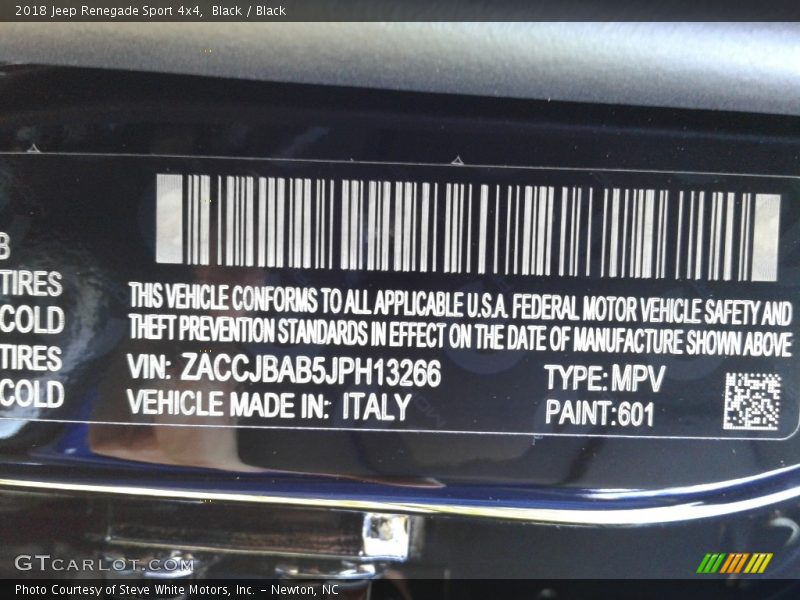 2018 Jeep Renegade Sport 4x4,  Black / Black
B
TIRES
COLD
TIRES
COLD
THIS VEHICLE CONFORMS TO ALL APPLICABLE U.S.A. FEDERAL MOTOR VEHICLE SAFETY AND
THEFT PREVENTION STANDARDS IN EFFECT ON THE DATE OF MANUFACTURE SHOWN ABOVE
VIN: ZACCJBAB5JPH13266 TYPE: MPV
VEHICLE MADE IN: ITALY PAINT:601
GTCARLOT.COM
Photo Courtesy of Steve White Motors, Inc. – Newton, NC